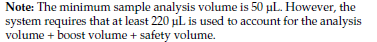 Note: The minimum sample analysis volume is 50 µL. However, the
system requires that at least 220 µL is used to account for the analysis
volume + boost volume + safety volume.